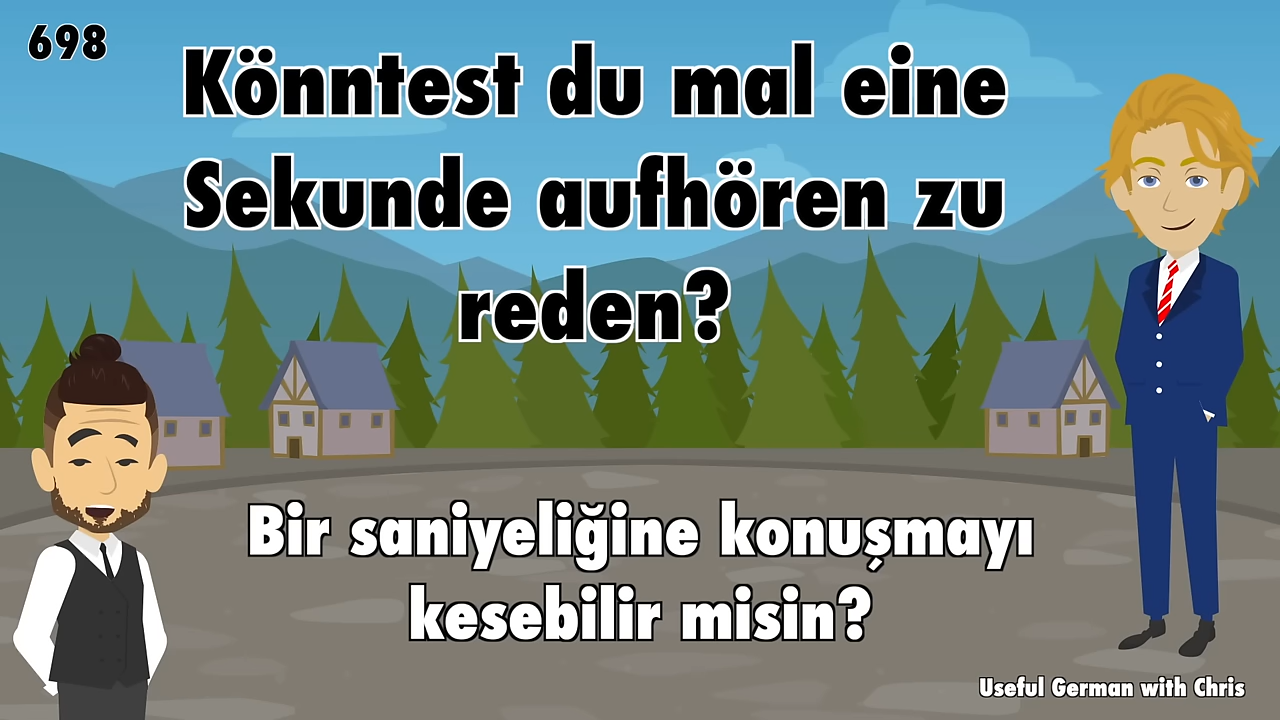 698
Könntest du mal eine
Sekunde aufhören zu
reden?
Bir saniyeliğine konuşmayı
kesebilir misin?
Useful German with Chris